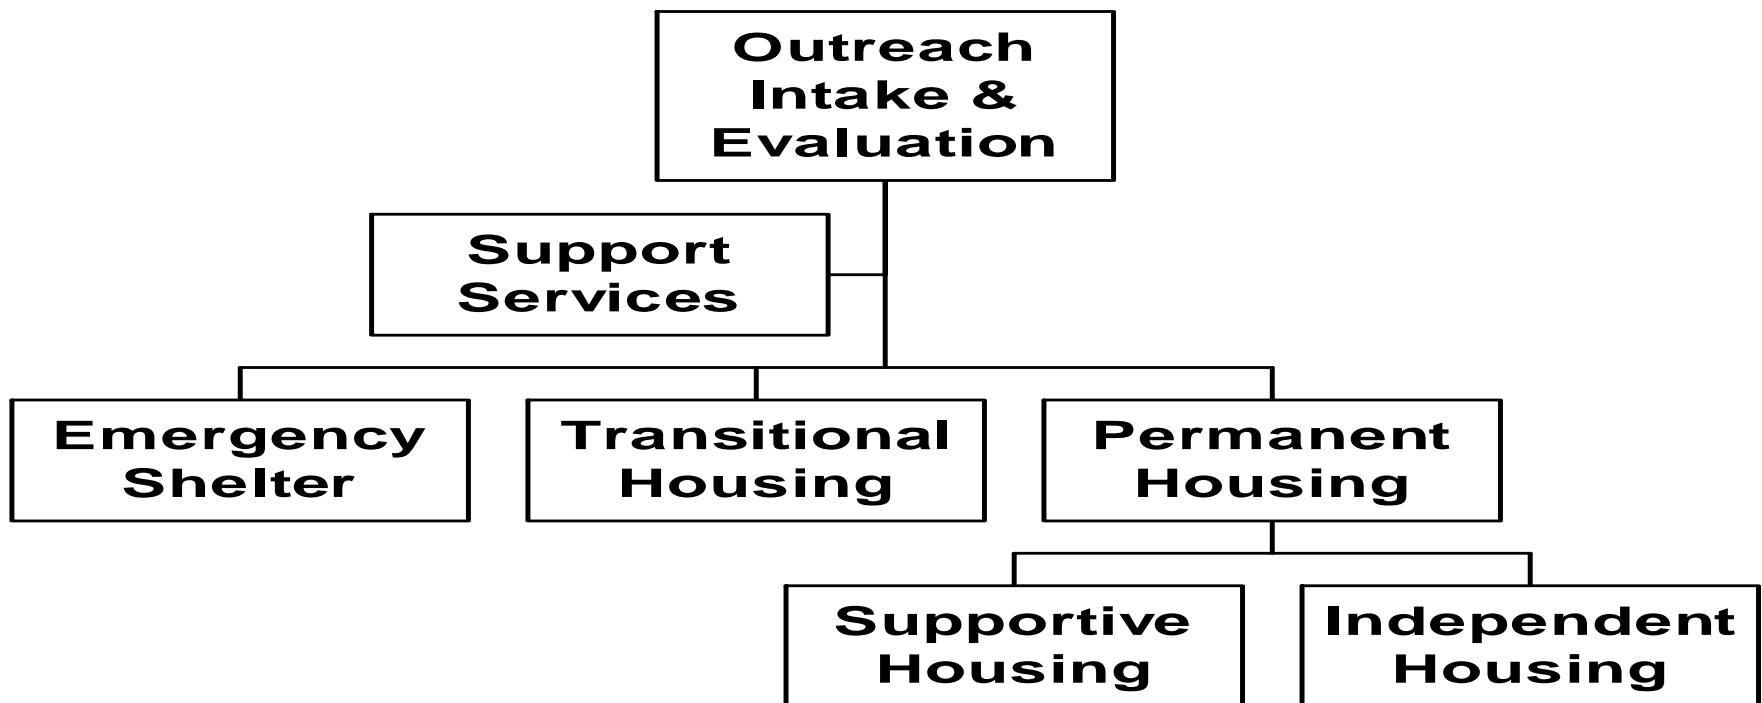 Outreach
Intake &
Evaluation
Support
Services
Emergency
Shelter
Transitional
Housing
Permanent
Housing
Supportive
Housing
Independent
Housing